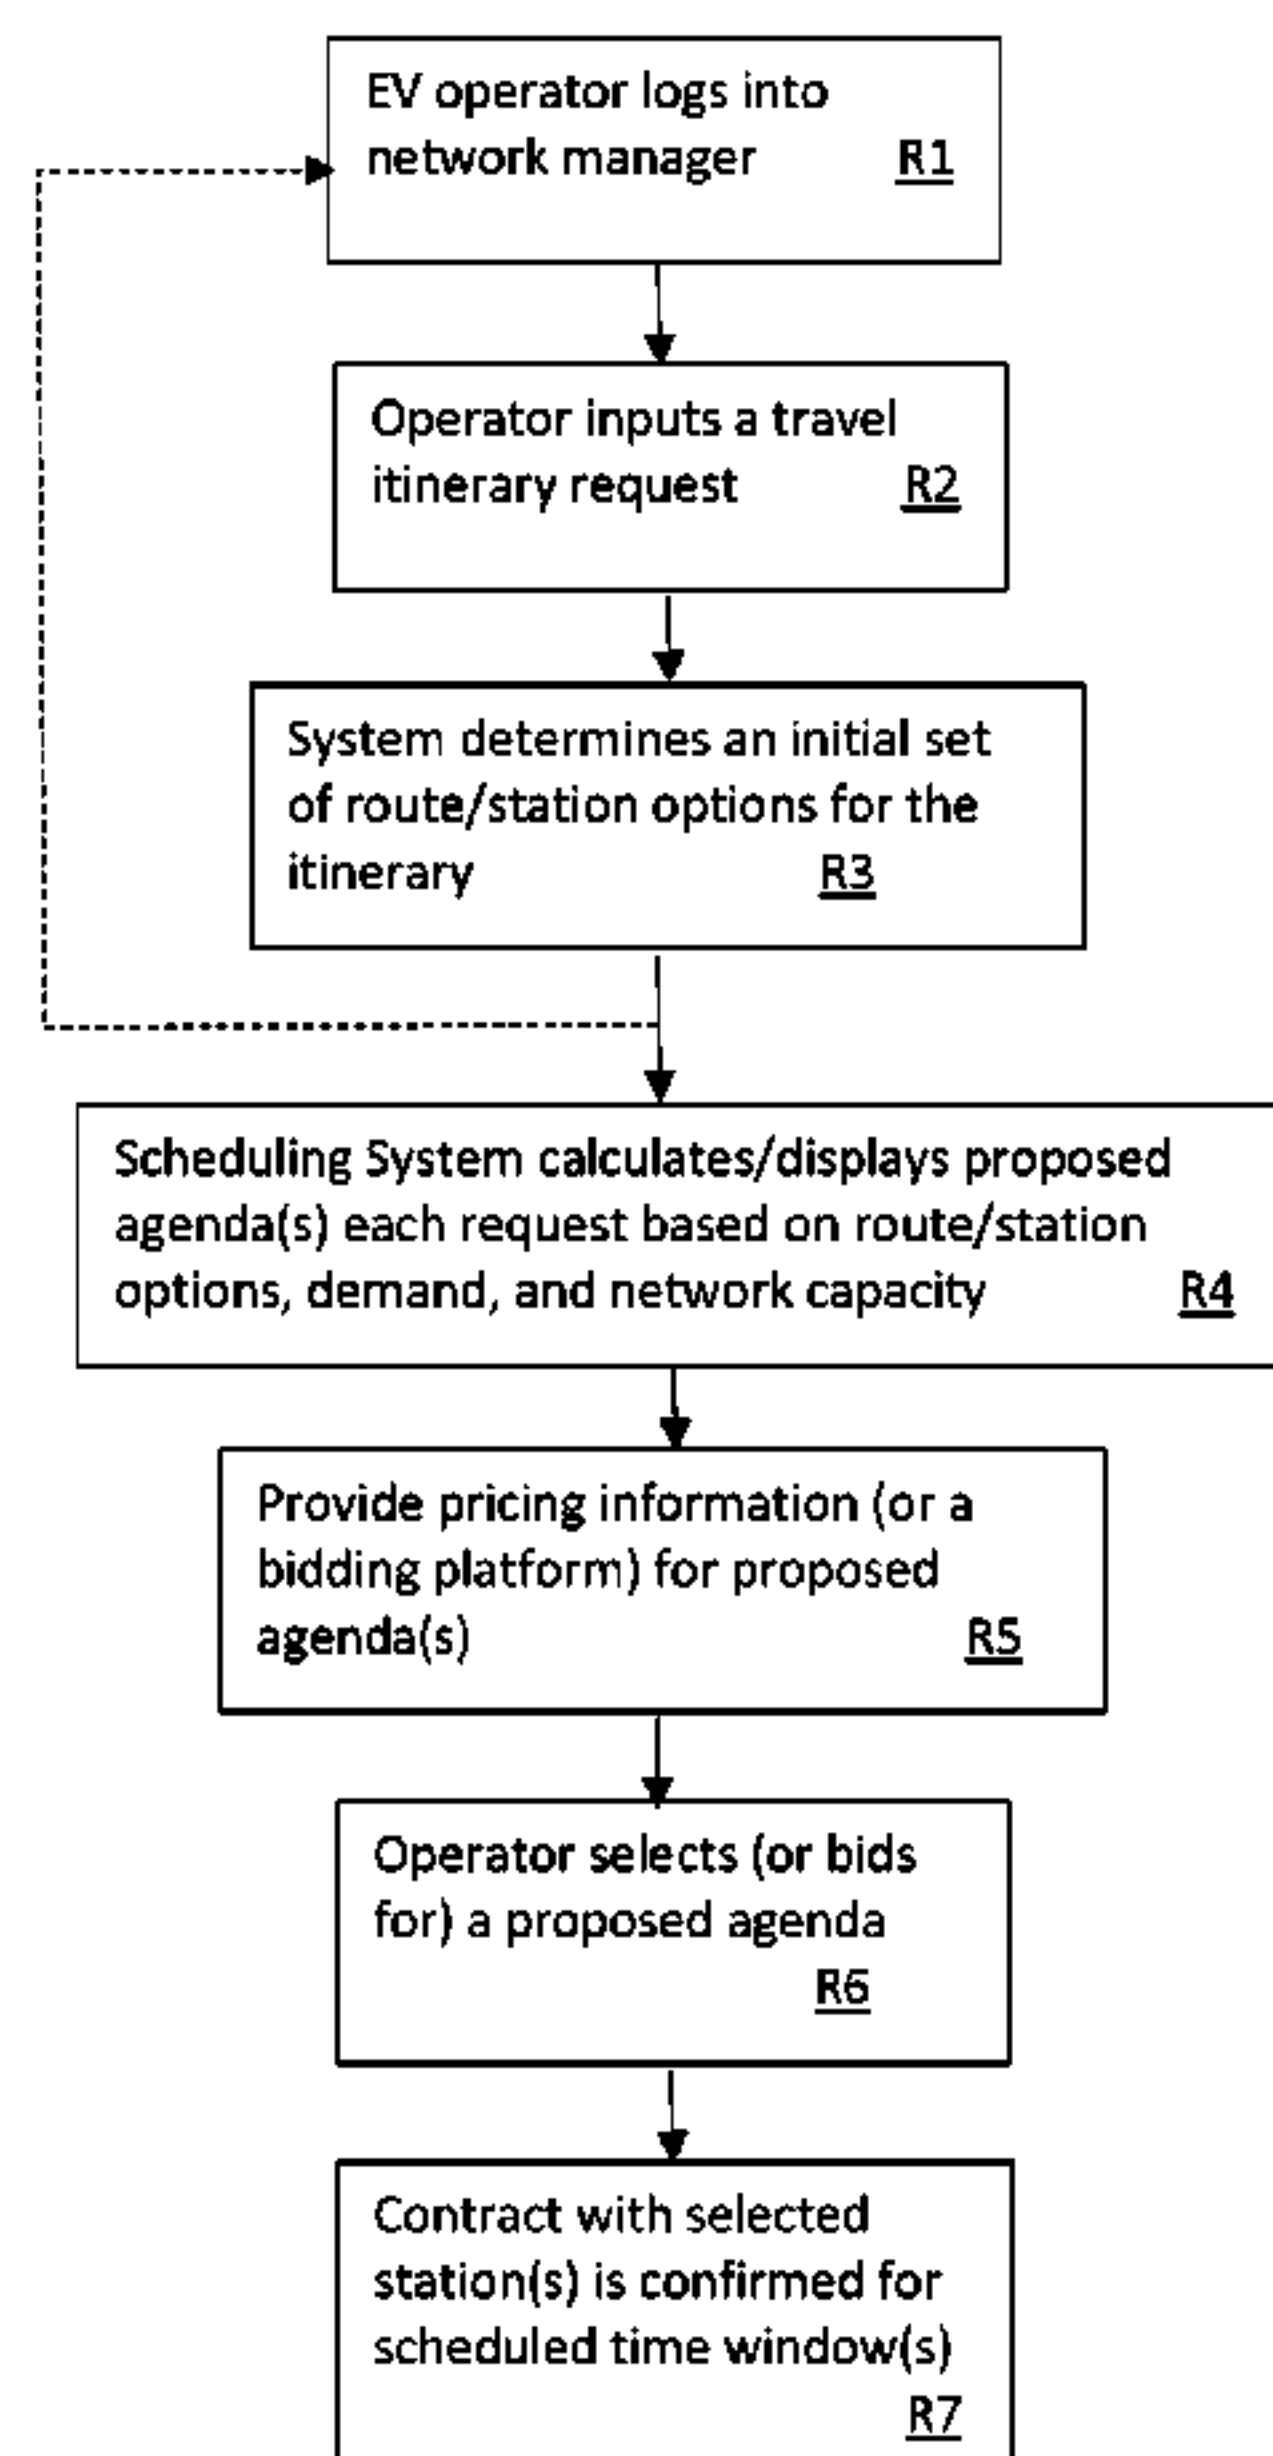 EV operator logs into
network manager R1
Operator inputs a travel
itinerary request R2
System determines an initial set
of route/station options for the
itinerary R3
Scheduling System calculates/displays proposed
agenda(s) each request based on route/station
options, demand, and network capacity R4
Provide pricing information (or a
bidding platform) for proposed
agenda(s) R5
Operator selects (or bids
for) a proposed agenda
R6
Contract with selected
station(s) is confirmed for
scheduled time window(s)
R7